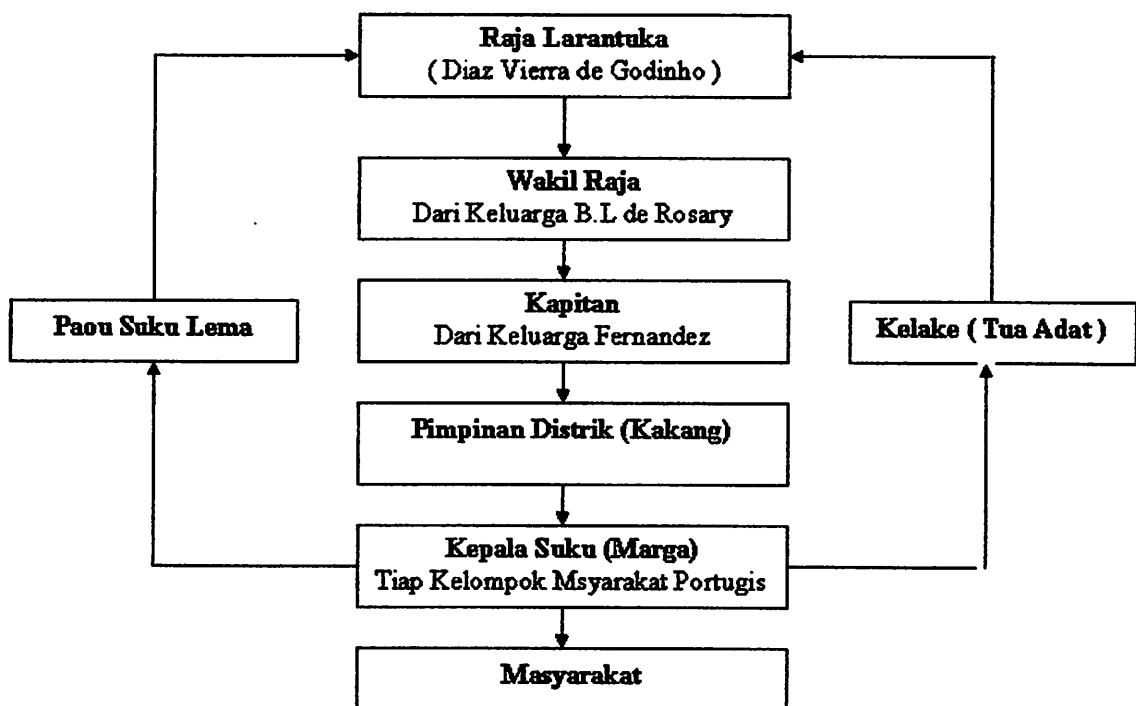 Raja Larantuka
( Diaz Vierra de Godinho )
Wakil Raja
Dari Keluarga B.L de Rosary
Kapitan
Dari Keluarga Fernandez
Paou Suku Lema
Kelake ( Tua Adat )
Pimpinan Distrik (Kakang)
Kepala Suku (Marga)
Tiap Kelompok Msyarakat Portugis
Masyarakat